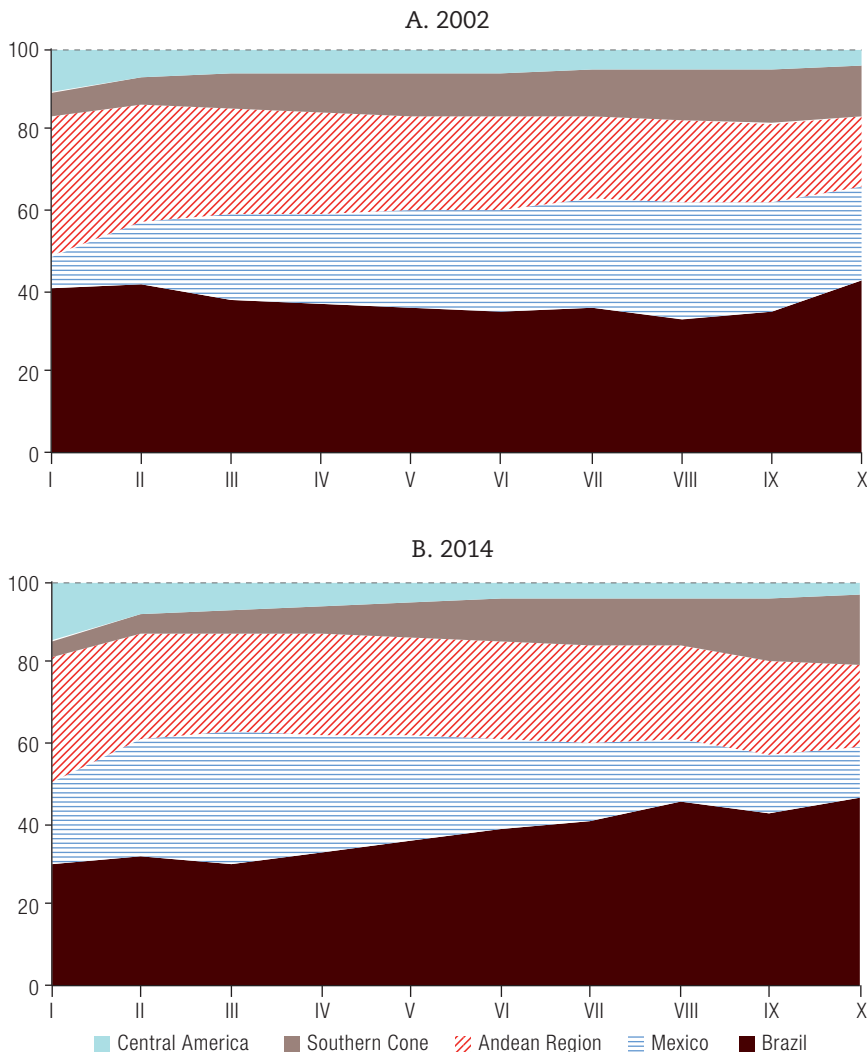 A. 2002
100
80
60
40
20
0
I II III IV V VI VII VIII IX X
B. 2014
100
80
60
40
20
0
I II III IV V VI VII VIII IX X
Central America Southern Cone Andean Region Mexico Brazil